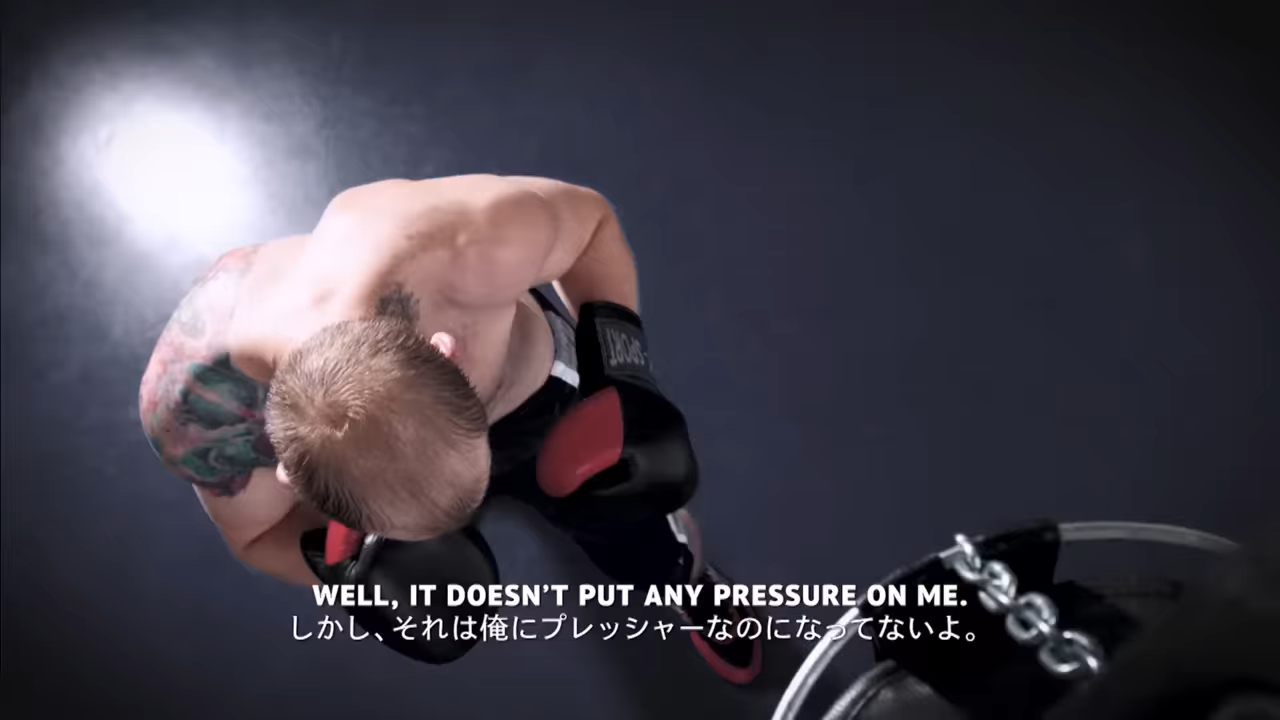 SPORT
WELL, IT DOESN'T PUT ANY PRESSURE ON ME.
しかし、それは俺にプレッシャーなのになってないよ。